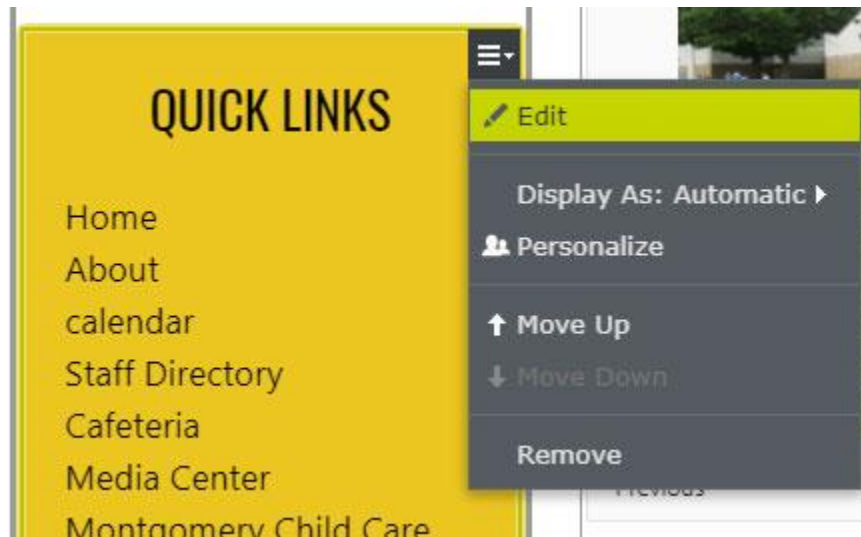 QUICK LINKS
Home
About
calendar
Staff Directory
Cafeteria
Media Center
Montgomery Child Care
Edit
Display As: Automatic
Personalize
Move Up
Move Down
Remove
Previous